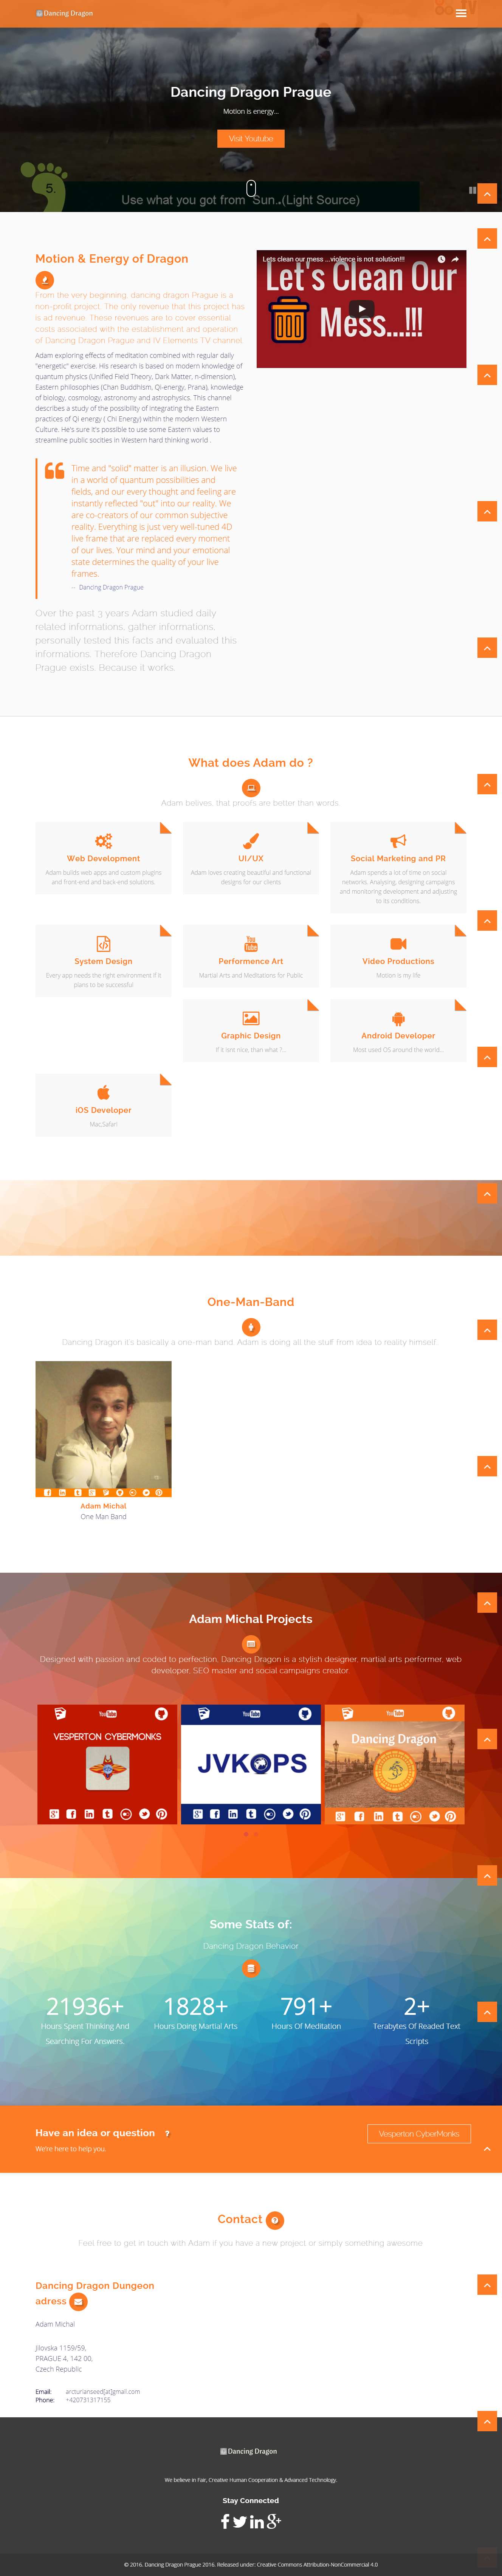 Dancing Dragon
Dancing Dragon Prague
Motion is energy...
Visit Youtube
5.
Use what you got from Sun..(Light Source)
Motion & Energy of Dragon
From the very beginning, dancing dragon Prague is a
non-profit project. The only revenue that this project has
is ad revenue. These revenues are to cover essential
costs associated with the establishment and operation
of Dancing Dragon Prague and IV Elements TV channel
Adam exploring effects of meditation combined with regular daily
"energetic" exercise. His research is based on modern knowledge of
quantum physics (Unified Field Theory, Dark Matter, n-dimension),
Eastern philosophies (Chan Buddhism, Qi-energy, Prana), knowledge
of biology, cosmology, astronomy and astrophysics. This channel
describes a study of the possibility of integrating the Eastern
practices of Qi energy ( Chi Energy) within the modern Western
Culture. He's sure it's possible to use some Eastern values to
streamline public socities in Western hard thinking world .
Lets clean our mess ...violence is not solution!!!
Let's Clean
Our
Mess...!!!
Time and "solid" matter is an illusion. We live
in a world of quantum possibilities and
fields, and our every thought and feeling are
instantly reflected "out" into our reality. We
are co-creators of our common subjective
reality. Everything is just very well-tuned 4D
live frame that are replaced every moment
of our lives. Your mind and your emotional
state determines the quality of your live
frames.
— Dancing Dragon Prague
Over the past 3 years Adam studied daily
related informations, gather informations,
personally tested this facts and evaluated this
informations. Therefore Dancing Dragon
Prague exists. Because it works.
What does Adam do ?
Adam belives, that proofs are better than words.
Web Development
Adam builds web apps and custom plugins
and front-end and back-end solutions.
UI/UX
Adam loves creating beautiful and functional
designs for our clients
Social Marketing and PR
Adam spends a lot of time on social
networks. Analysing, designing campaigns
and monitoring development and adjusting
to its conditions.
System Design
Every app needs the right environment if it
plans to be successful
Performence Art
Martial Arts and Meditations for Public
Video Productions
Motion is my life
Graphic Design
If it isnt nice, than what ?...
Android Developer
Most used OS around the world...
iOS Developer
Mac,Safari!
One-Man-Band
Dancing Dragon it's basically a one-man band. Adam is doing all the stuff from idea to reality himself.
Adam Michal
One Man Band
Adam Michal Projects
Designed with passion and coded to perfection. Dancing Dragon is a stylish designer, martial arts performer, web
developer, SEO master and social campaigns creator.
VESPERTON CYBERMONKS
JVKOPS
Dancing Dragon
Some Stats of:
Dancing Dragon Behavior
21936+
Hours Spent Thinking And
Searching For Answers.
1828+
Hours Doing Martial Arts
791+
Hours Of Meditation
2+
Terabytes Of Readed Text
Scripts
Have an idea or question ?
We're here to help you.
Vesperton CyberMonks
Contact
Feel free to get in touch with Adam if you have a new project or simply something awesome
Dancing Dragon Dungeon
adress
Adam Michal
Jílovská 1159/59,
PRAGUE 4, 142 00,
Czech Republic
Email: arcturianseed[at]gmail.com
Phone: +420731317155
Dancing Dragon
We believe in Fair, Creative Human Cooperation & Advanced Technology.
Stay Connected
© 2016. Dancing Dragon Prague 2016. Released under: Creative Commons Attribution-NonCommercial 4.0